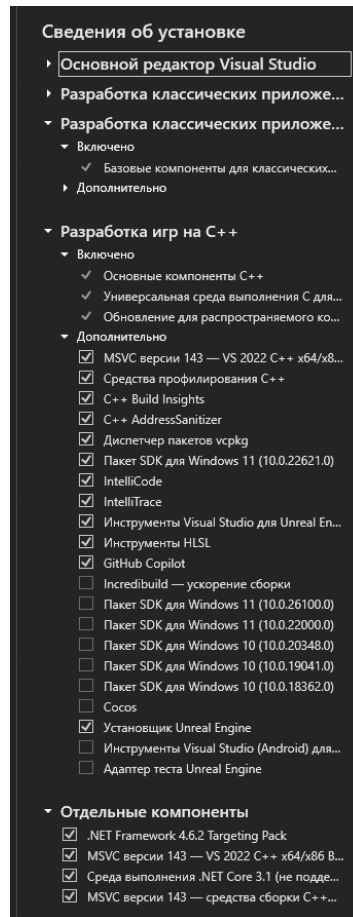 Сведения об установке
Основной редактор Visual Studio
Разработка классических приложе...
Разработка классических приложе...
Включено
Базовые компоненты для классических...
Дополнительно
Разработка игр на C++
Включено
Основные компоненты C++
Универсальная среда выполнения C для...
Обновление для распространяемого ко...
Дополнительно
MSVC версии 143 — VS 2022 C++ x64/x8...
Средства профилирования C++
C++ Build Insights
C++ AddressSanitizer
Диспетчер пакетов vcpkg
Пакет SDK для Windows 11 (10.0.22621.0)
IntelliCode
IntelliTrace
Инструменты Visual Studio для Unreal En...
Инструменты HLSL
GitHub Copilot
Incredibuild — ускорение сборки
Пакет SDK для Windows 11 (10.0.26100.0)
Пакет SDK для Windows 11 (10.0.22000.0)
Пакет SDK для Windows 10 (10.0.20348.0)
Пакет SDK для Windows 10 (10.0.19041.0)
Пакет SDK для Windows 10 (10.0.18362.0)
Cocos
Установщик Unreal Engine
Инструменты Visual Studio (Android) для...
Адаптер теста Unreal Engine
Отдельные компоненты
.NET Framework 4.6.2 Targeting Pack
MSVC версии 143 — VS 2022 C++ x64/x86 B...
Среда выполнения .NET Core 3.1 (не подде...
MSVC версии 143 — средства сборки C++...